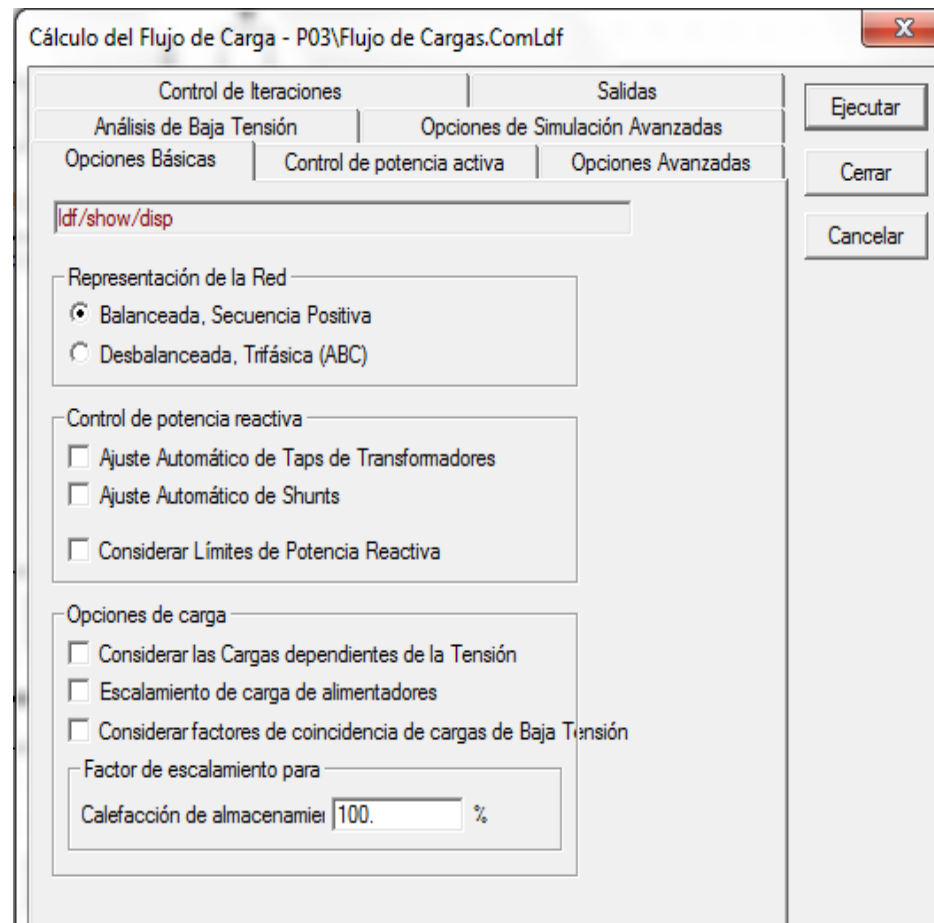 Cálculo del Flujo de Carga - P03\Flujo de Cargas.ComLdf
x
Control de Iteraciones
Salidas
Análisis de Baja Tensión
Opciones de Simulación Avanzadas
Opciones Básicas
Control de potencia activa
Opciones Avanzadas
Ejecutar
Cerrar
Cancelar
ldf/show/disp
Representación de la Red
Balanceada, Secuencia Positiva
Desbalanceada, Trifásica (ABC)
Control de potencia reactiva
Ajuste Automático de Taps de Transformadores
Ajuste Automático de Shunts
Considerar Límites de Potencia Reactiva
Opciones de carga
Considerar las Cargas dependientes de la Tensión
Escalamiento de carga de alimentadores
Considerar factores de coincidencia de cargas de Baja Tensión
Factor de escalamiento para
Calefacción de almacenamier 100. %